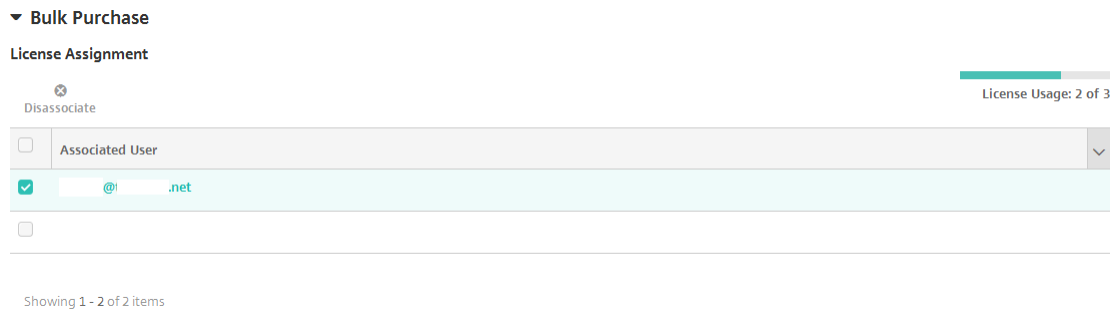 Bulk Purchase
License Assignment
Disassociate
License Usage: 2 of 3
Associated User
@ .net
Showing 1 - 2 of 2 items